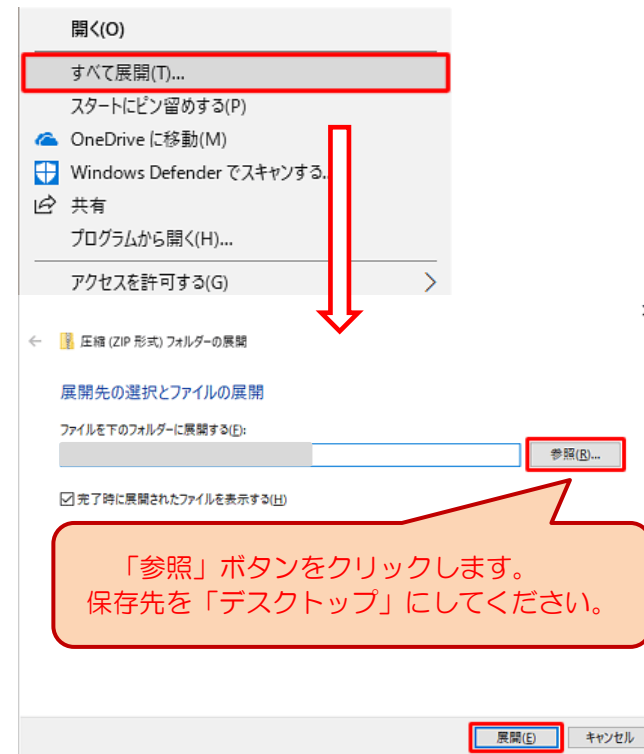 開く(O)
すべて展開(T)...
スタートにピン留めする(P)
OneDrive に移動(M)
Windows Defender でスキャンする...
共有
プログラムから開く(H)...
アクセスを許可する(G)
圧縮 (ZIP 形式) フォルダーの展開
展開先の選択とファイルの展開
ファイルを下のフォルダーに展開する(F):
参照(R)...
完了時に展開されたファイルを表示する(H)
「参照」ボタンをクリックします。
保存先を「デスクトップ」にしてください。
展開(E)
キャンセル